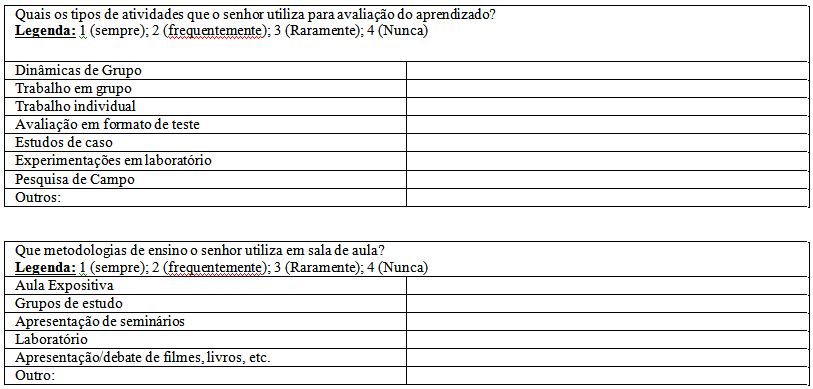 Quais os tipos de atividades que o senhor utiliza para avaliação do aprendizado?
Legenda: 1 (sempre); 2 (frequentemente); 3 (Raramente); 4 (Nunca)
Dinâmicas de Grupo
Trabalho em grupo
Trabalho individual
Avaliação em formato de teste
Estudos de caso
Experimentações em laboratório
Pesquisa de Campo
Outros:
Que metodologias de ensino o senhor utiliza em sala de aula?
Legenda: 1 (sempre); 2 (frequentemente); 3 (Raramente); 4 (Nunca)
Aula Expositiva
Grupos de estudo
Apresentação de seminários
Laboratório
Apresentação/debate de filmes, livros, etc.
Outro: